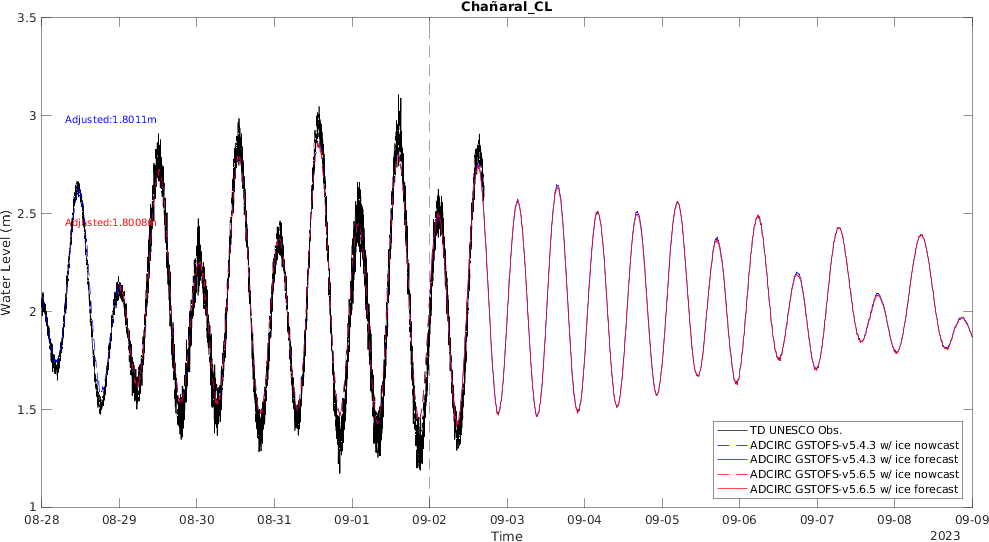 Chañaral_CL
3.5
3
2.5
2
1.5
1
Water Level (m)
Adjusted:1.8011m
Adjusted:1.8008m
TD UNESCO Obs.
ADCIRC GSTOFS-v5.4.3 w/ ice nowcast
ADCIRC GSTOFS-v5.4.3 w/ ice forecast
ADCIRC GSTOFS-v5.6.5 w/ ice nowcast
ADCIRC GSTOFS-v5.6.5 w/ ice forecast
08-28 08-29 08-30 08-31 09-01 09-02 09-03 09-04 09-05 09-06 09-07 09-08 09-09
Time
2023